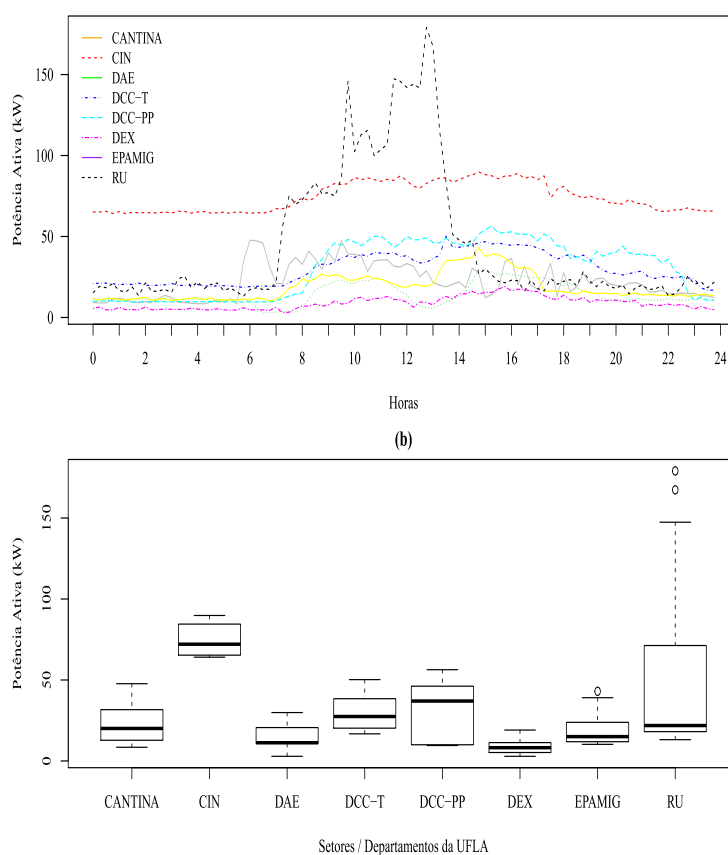 CANTINA
CIN
DAE
DCC−T
DCC−PP
DEX
EPAMIG
RU
Potência Ativa (kW)
0
50
100
150
0 2 4 6 8 10 12 14 16 18 20 22 24
Horas
(b)
Potência Ativa (kW)
0
50
100
150
CANTINA CIN DAE DCC−T DCC−PP DEX EPAMIG RU
Setores / Departamentos da UFLA